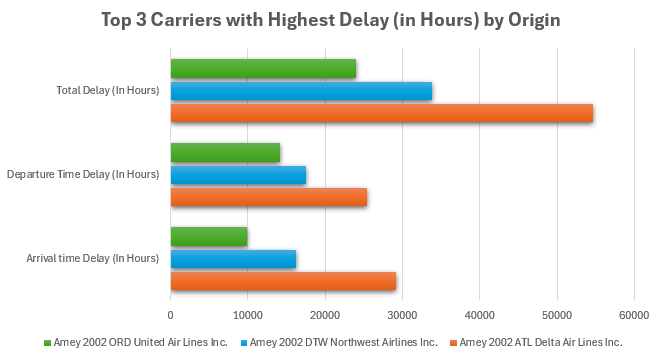 Top 3 Carriers with Highest Delay (in Hours) by Origin
Total Delay (In Hours)
Departure Time Delay (In Hours)
Arrival time Delay (In Hours)
0 10000 20000 30000 40000 50000 60000
Amey 2002 ORD United Air Lines Inc. Amey 2002 DTW Northwest Airlines Inc. Amey 2002 ATL Delta Air Lines Inc.